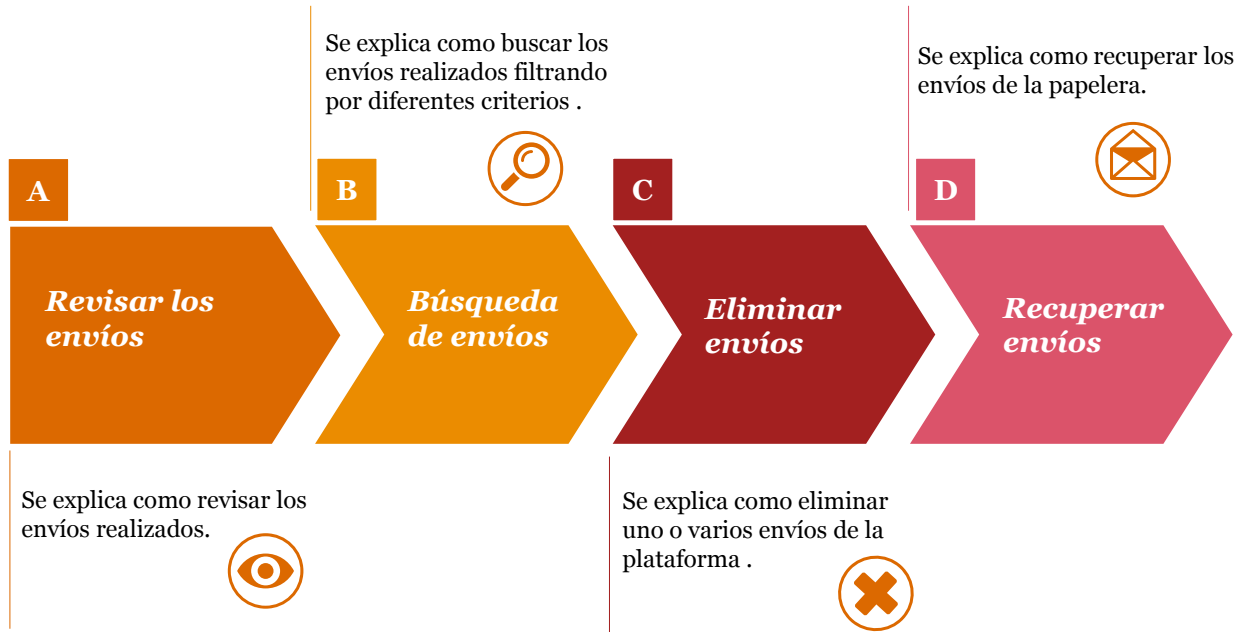 Se explica como buscar los
envíos realizados filtrando
por diferentes criterios .
Se explica como recuperar los
envíos de la papelera.
A
B
C
D
Revisar los
envíos
Búsqueda
de envíos
Eliminar
envíos
Recuperar
envíos
Se explica como revisar los
envíos realizados.
Se explica como eliminar
uno o varios envíos de la
plataforma .